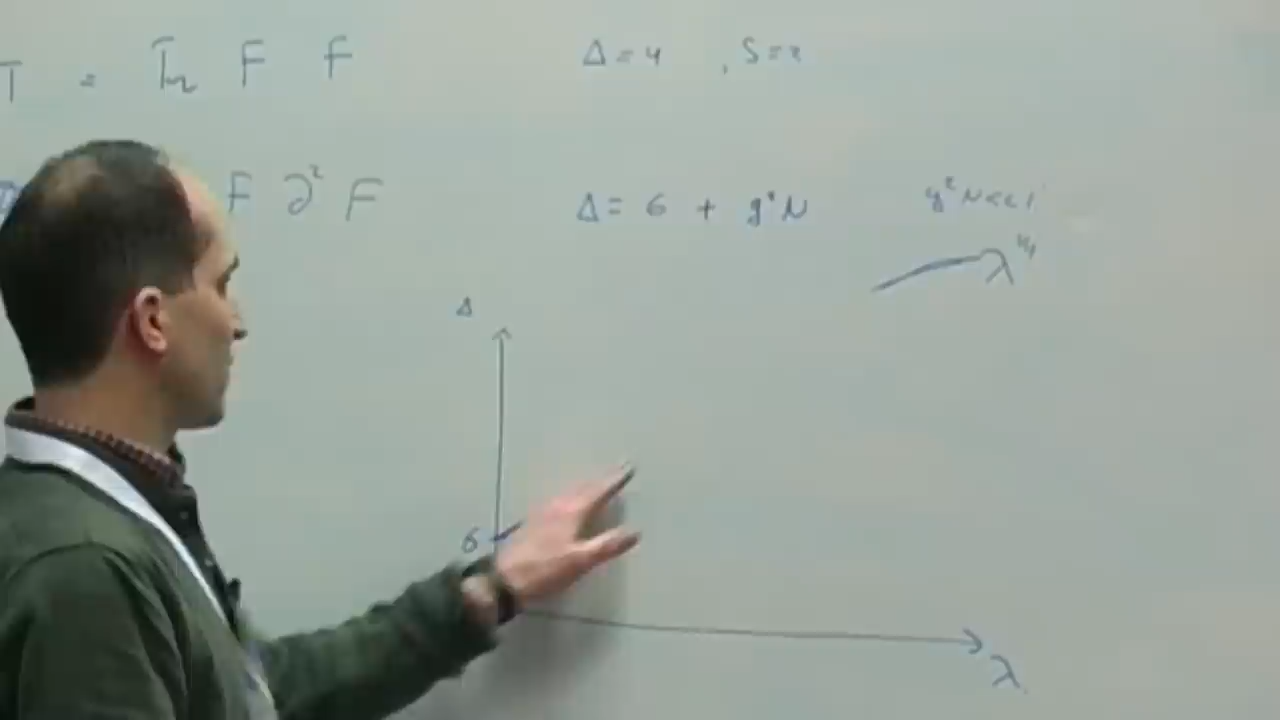 T = Tr F F Δ = 4 , S = 2
F ∂² F Δ = 6 + g²N g²N << 1
λ^{1/4}
Δ
6
λ